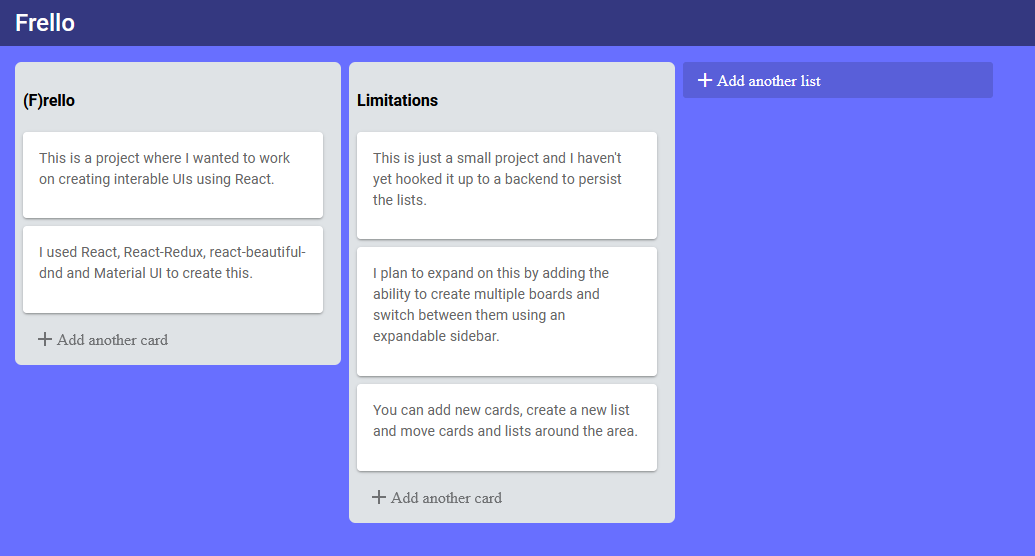 Frello
(F)rello
This is a project where I wanted to work
on creating interable UIs using React.
I used React, React-Redux, react-beautiful-
dnd and Material UI to create this.
Add another card
Limitations
This is just a small project and I haven't
yet hooked it up to a backend to persist
the lists.
I plan to expand on this by adding the
ability to create multiple boards and
switch between them using an
expandable sidebar.
You can add new cards, create a new list
and move cards and lists around the area.
Add another card
Add another list